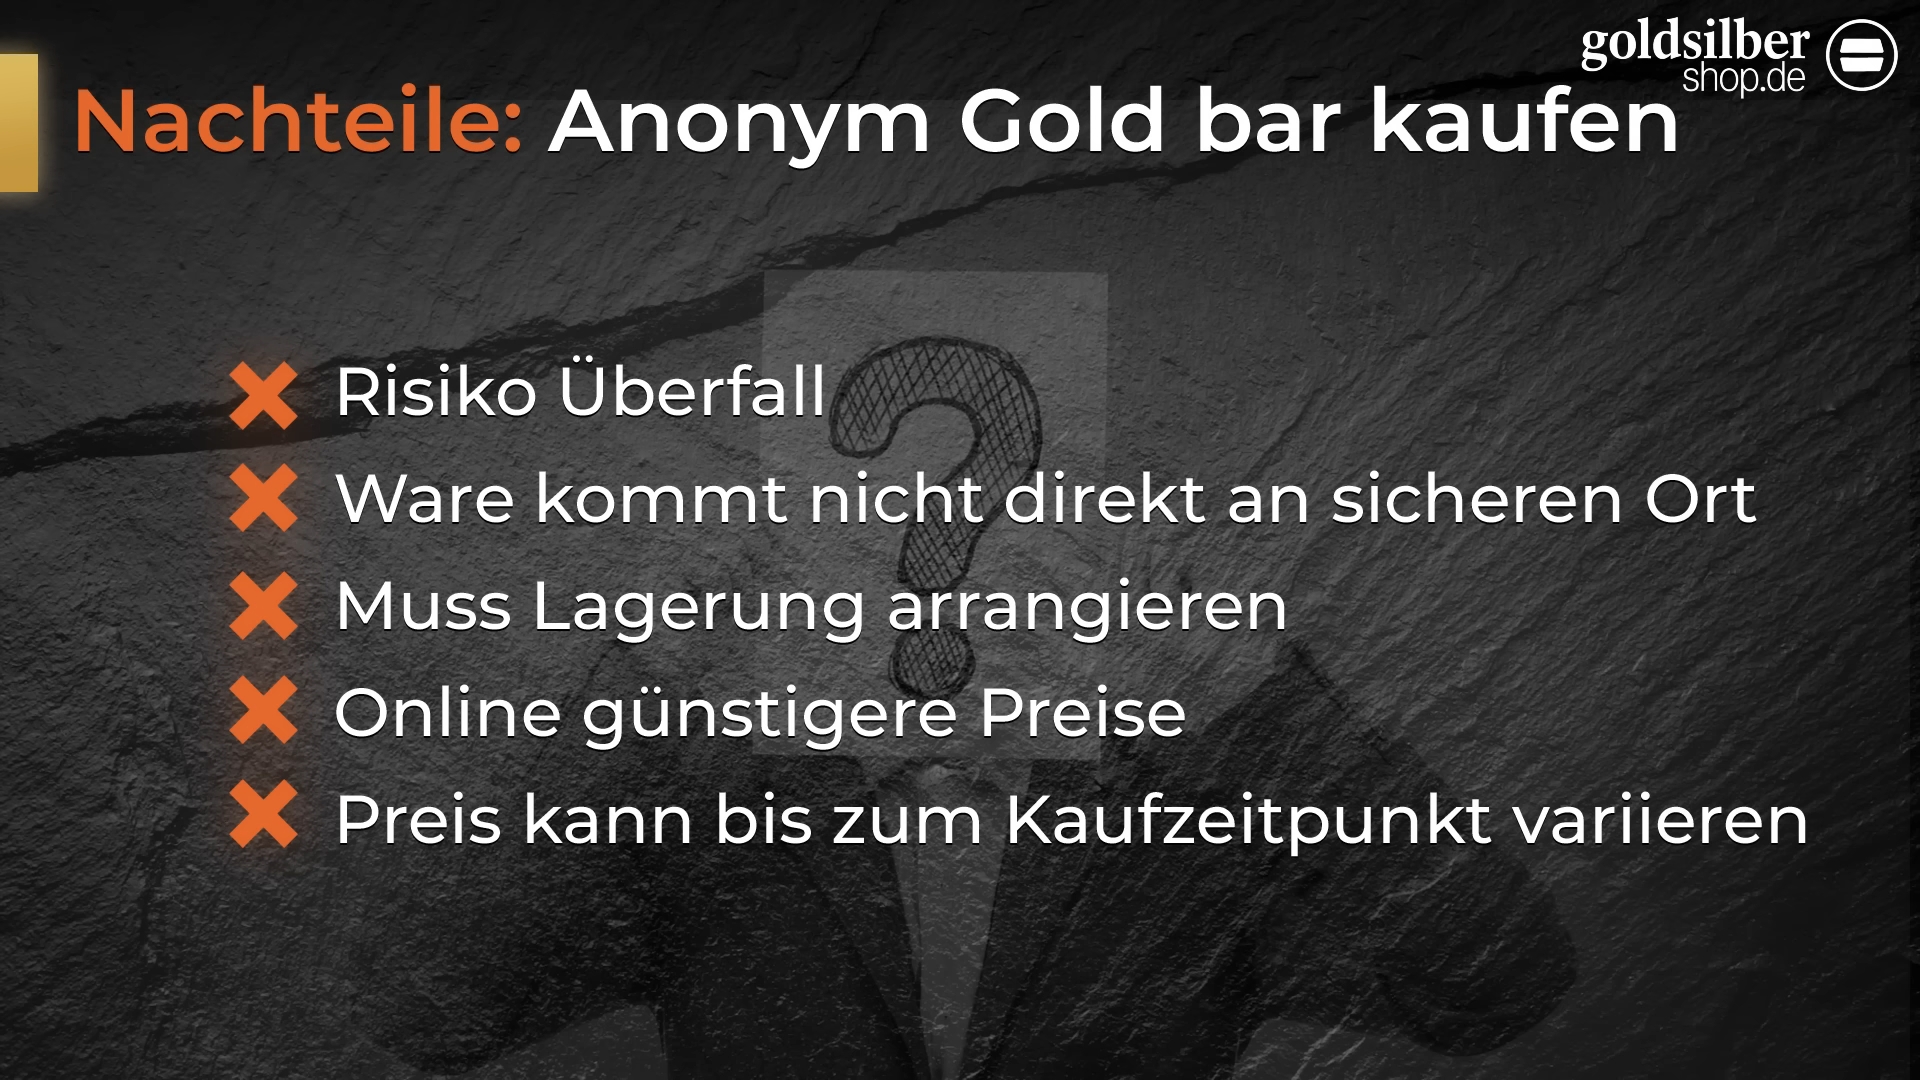 goldsilber
shop.de
Nachteile: Anonym Gold bar kaufen
Risiko Überfall
Ware kommt nicht direkt an sicheren Ort
Muss Lagerung arrangieren
Online günstigere Preise
Preis kann bis zum Kaufzeitpunkt variieren